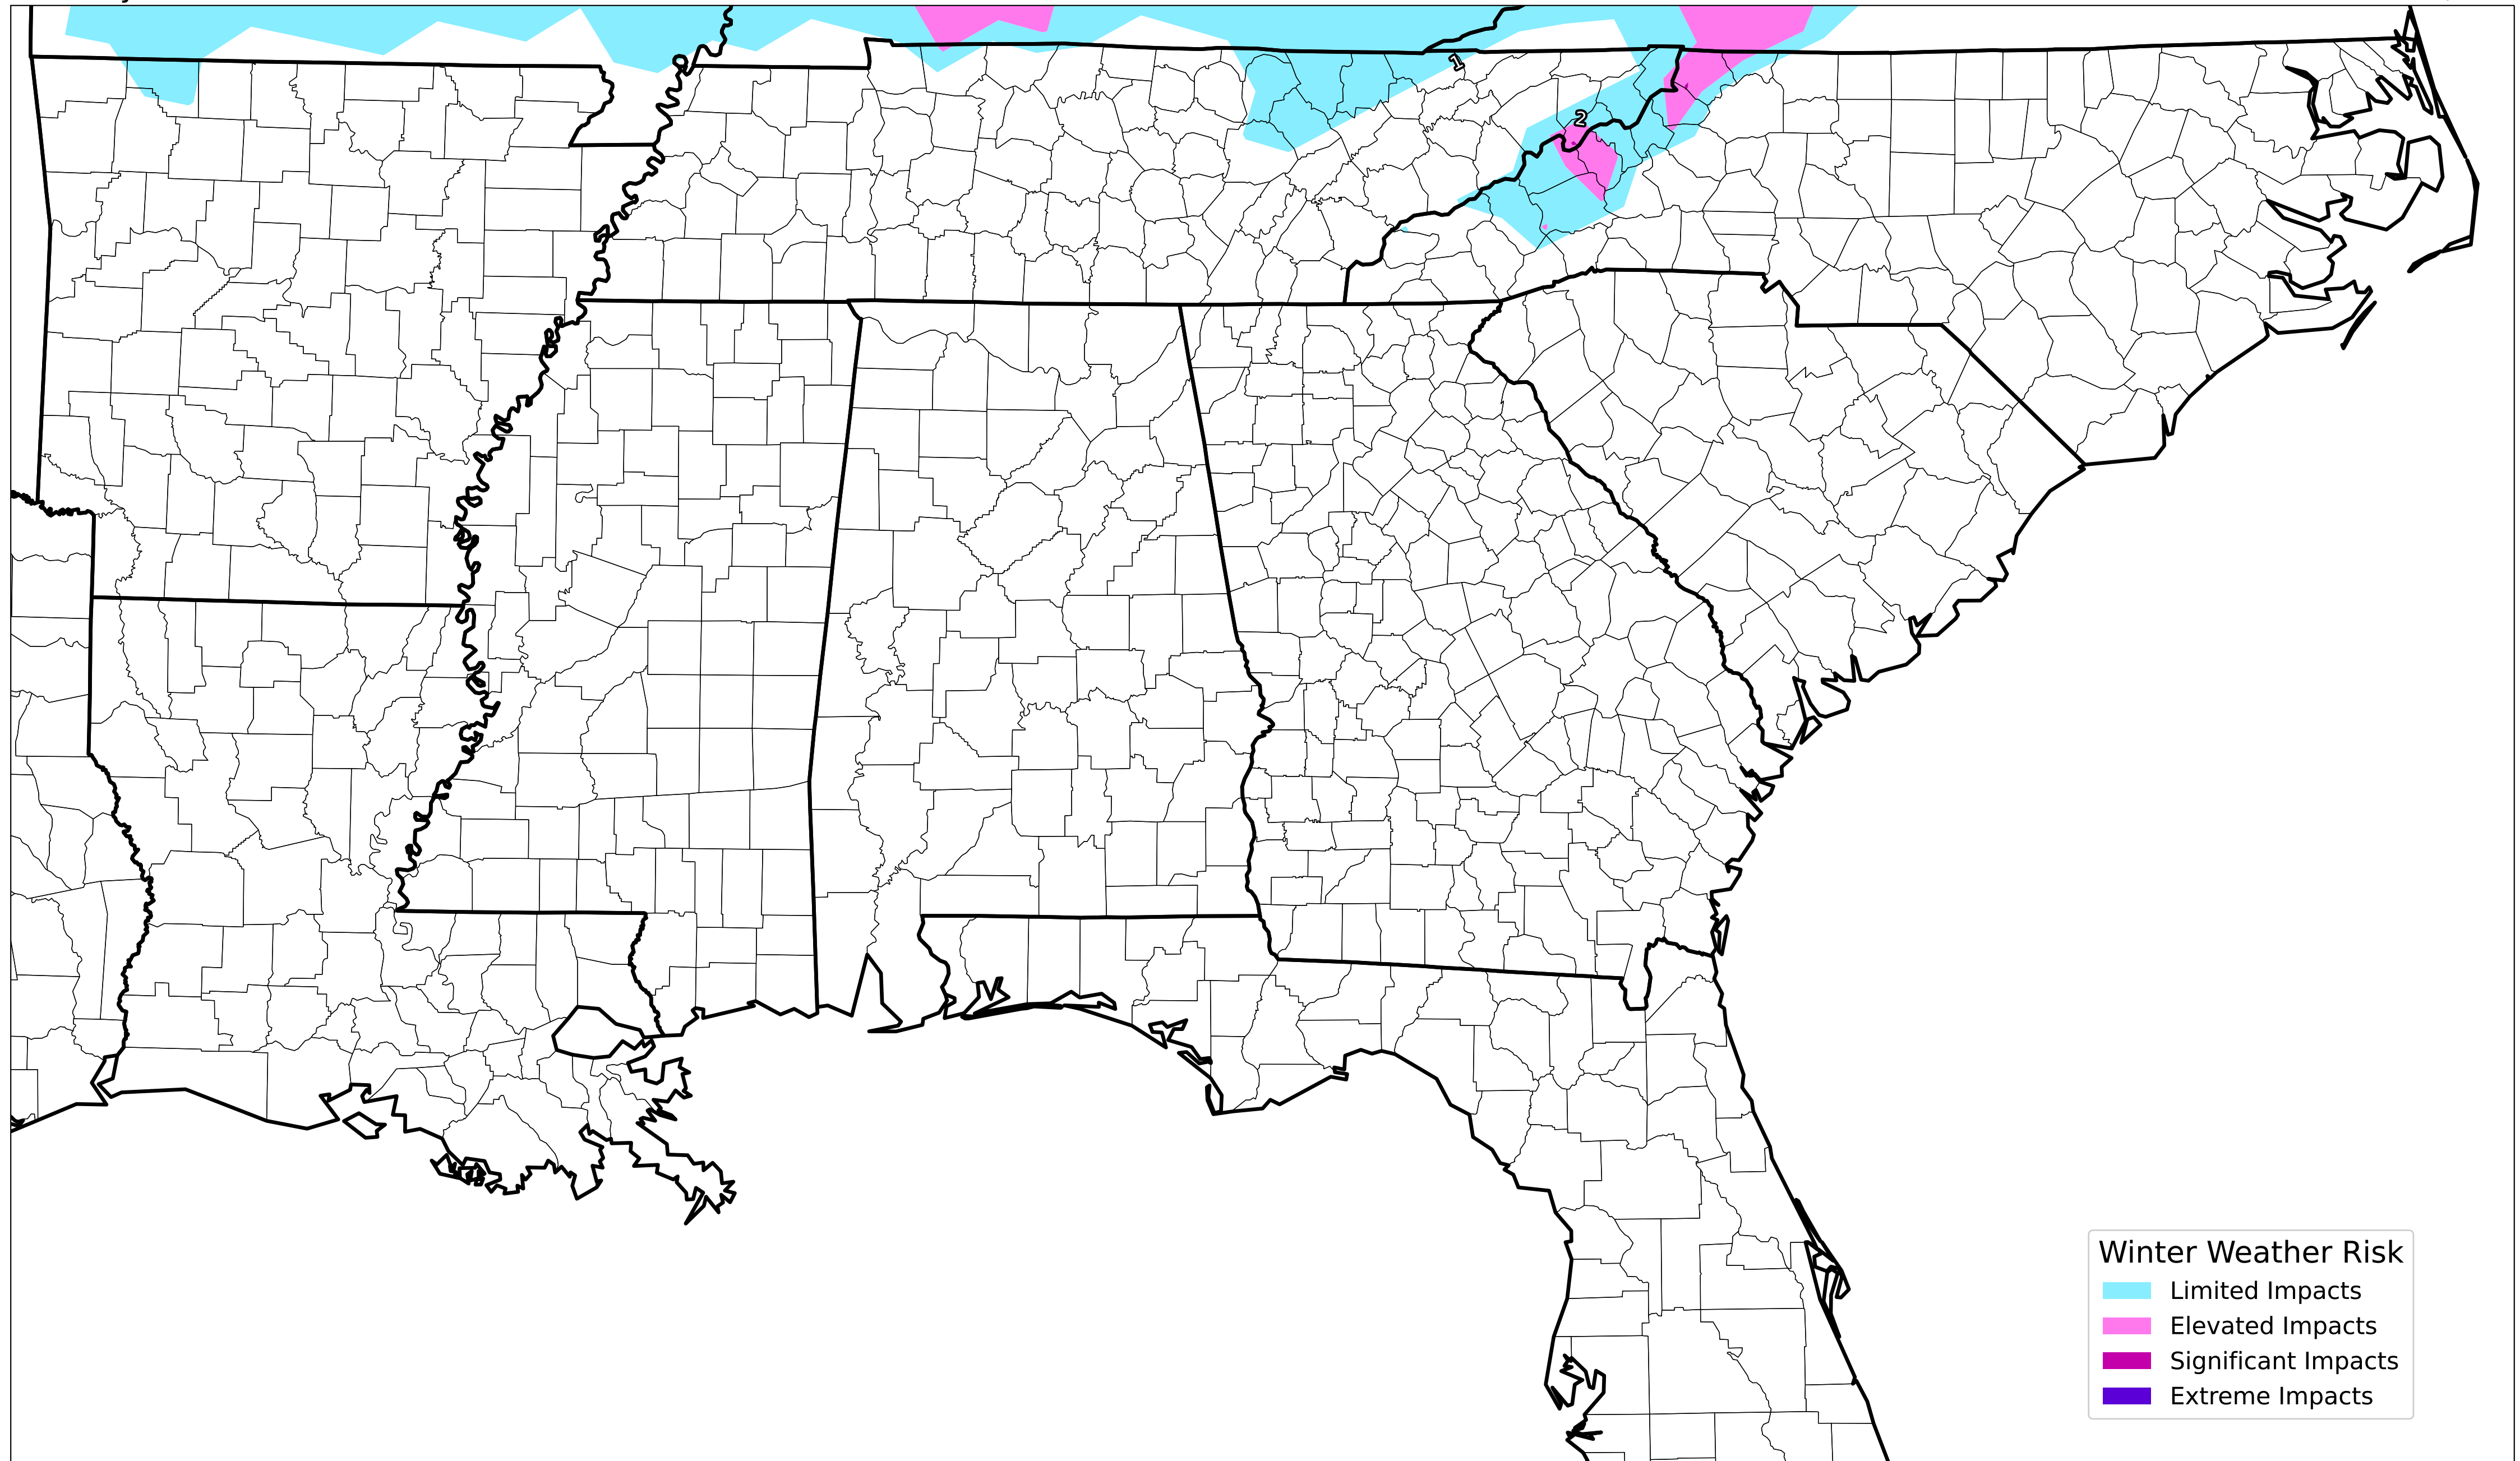 1
2
Winter Weather Risk
Limited Impacts
Elevated Impacts
Significant Impacts
Extreme Impacts